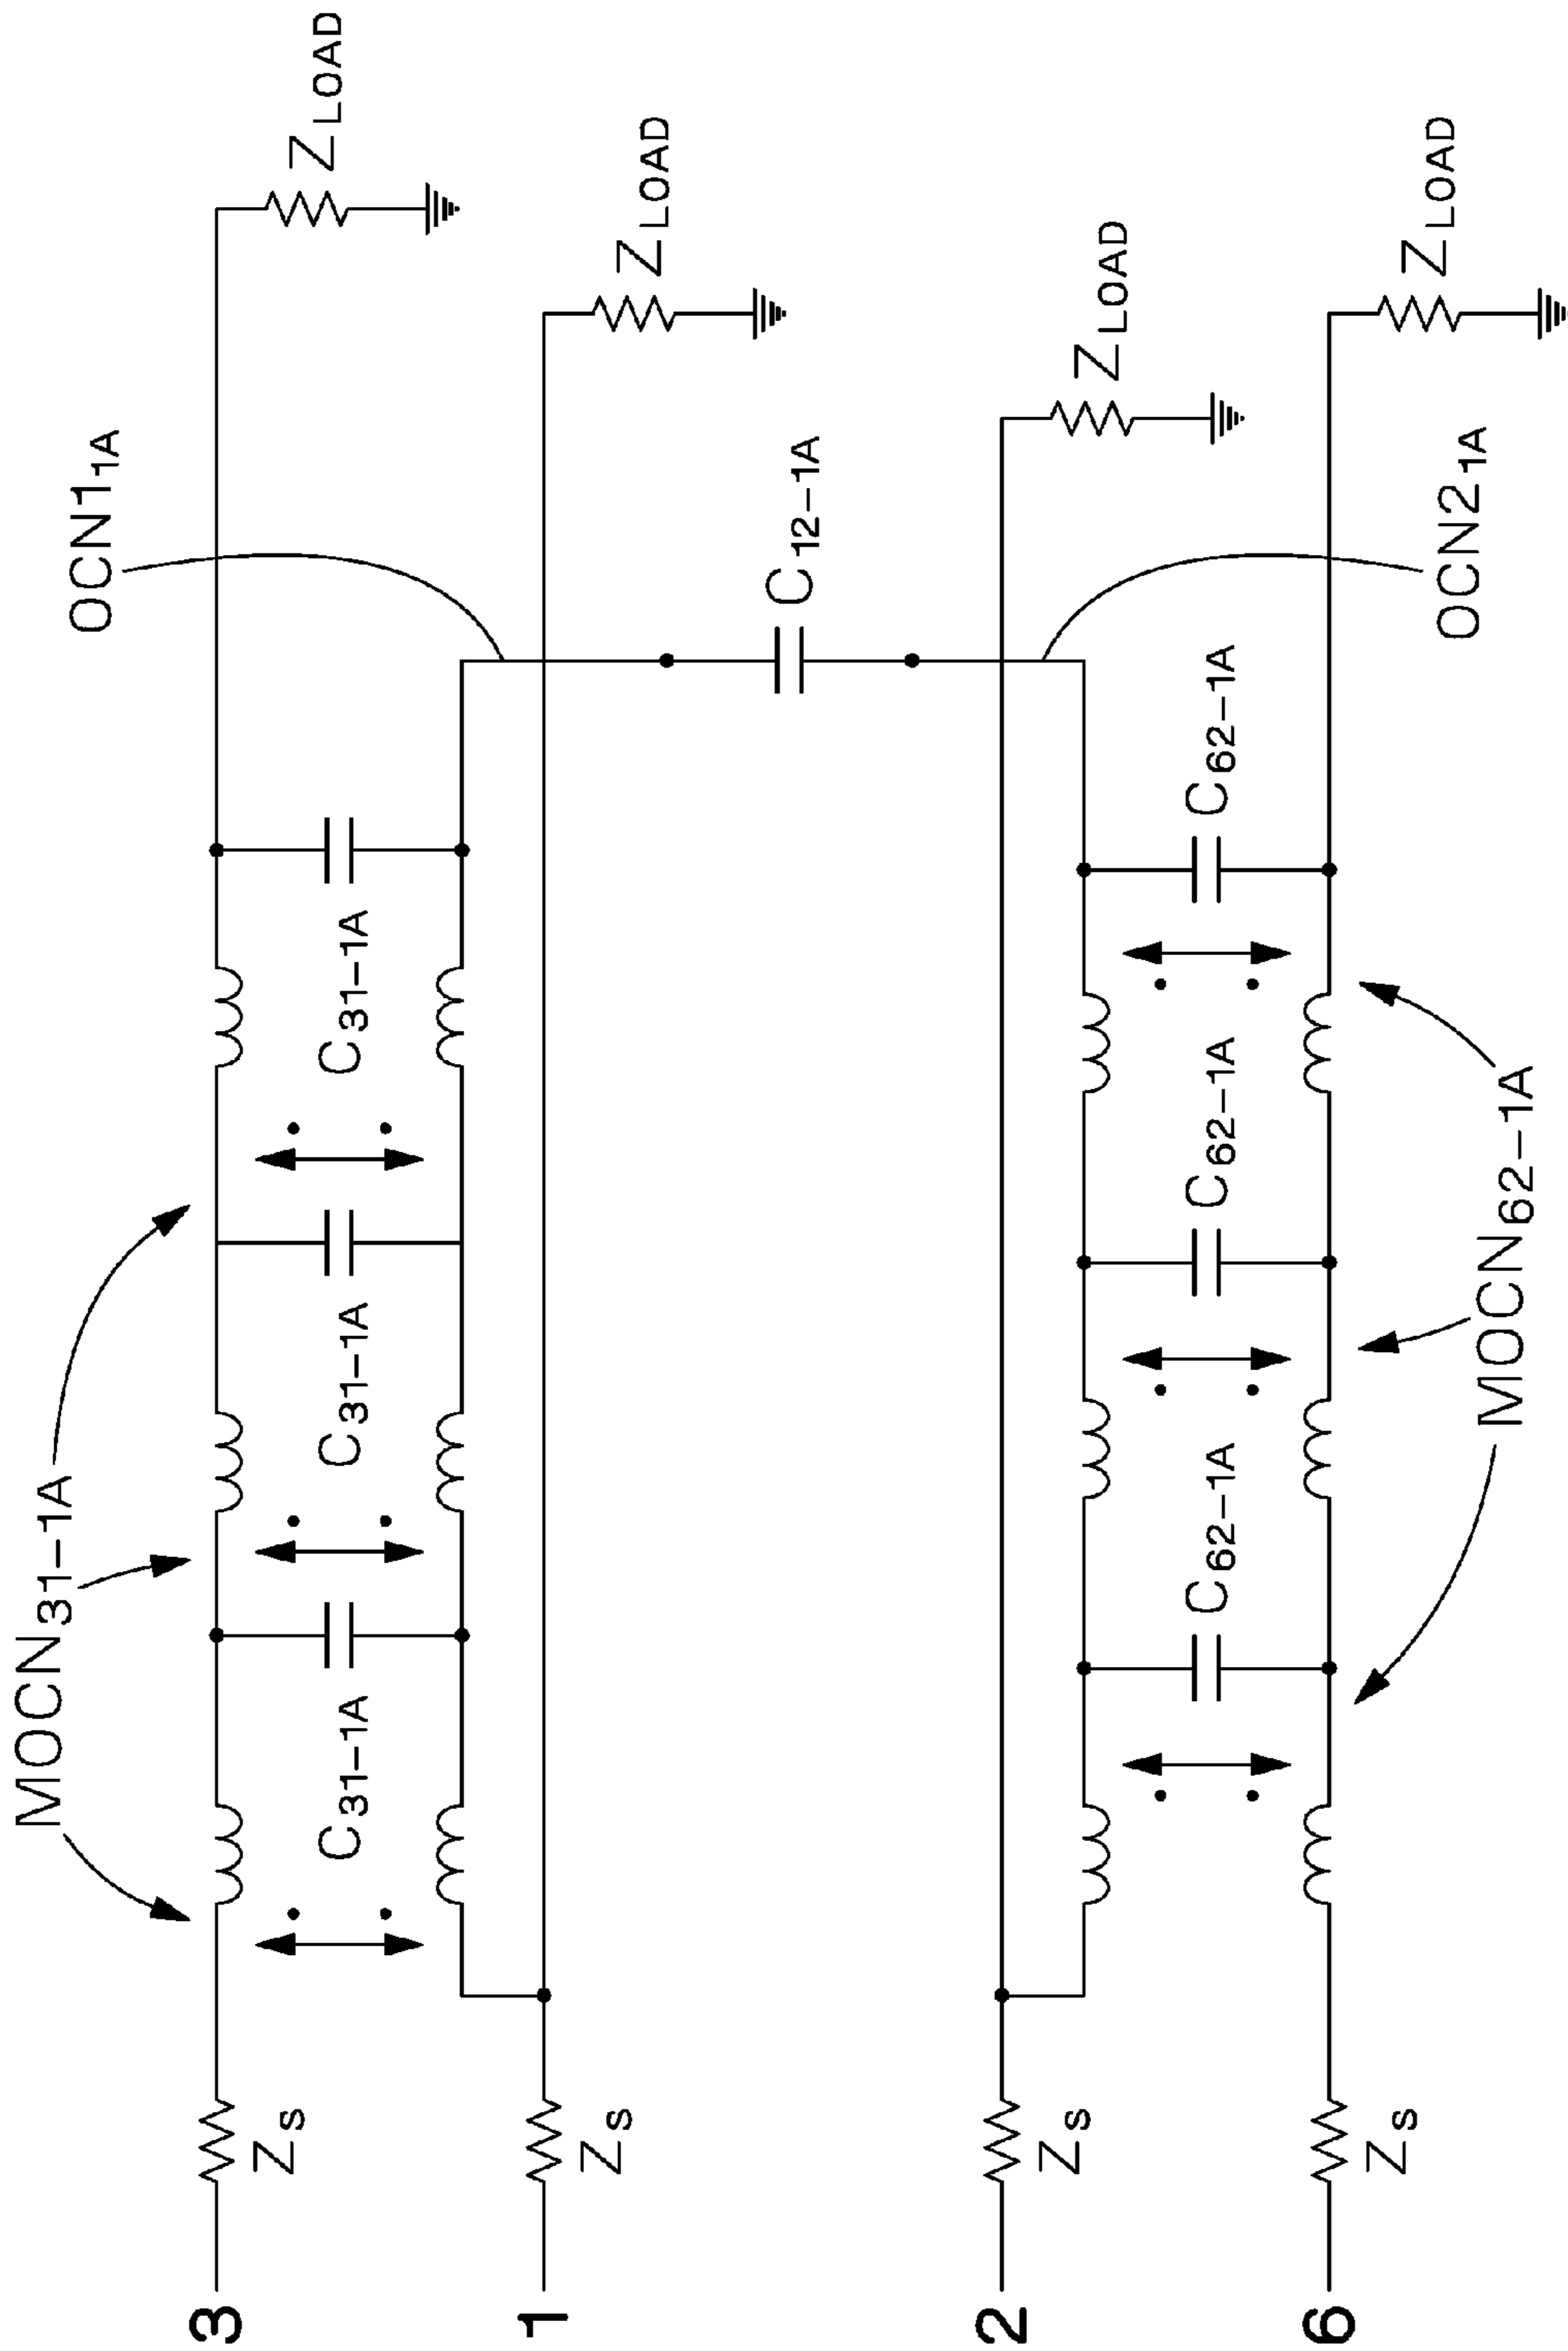 MOCN31-1A
OCN11A
ZLOAD
C31-1A
C31-1A
C31-1A
3
ZS
ZLOAD
1
ZS
C12-1A
ZLOAD
2
ZS
C62-1A
C62-1A
C62-1A
ZLOAD
6
ZS
MOCN62-1A
OCN21A